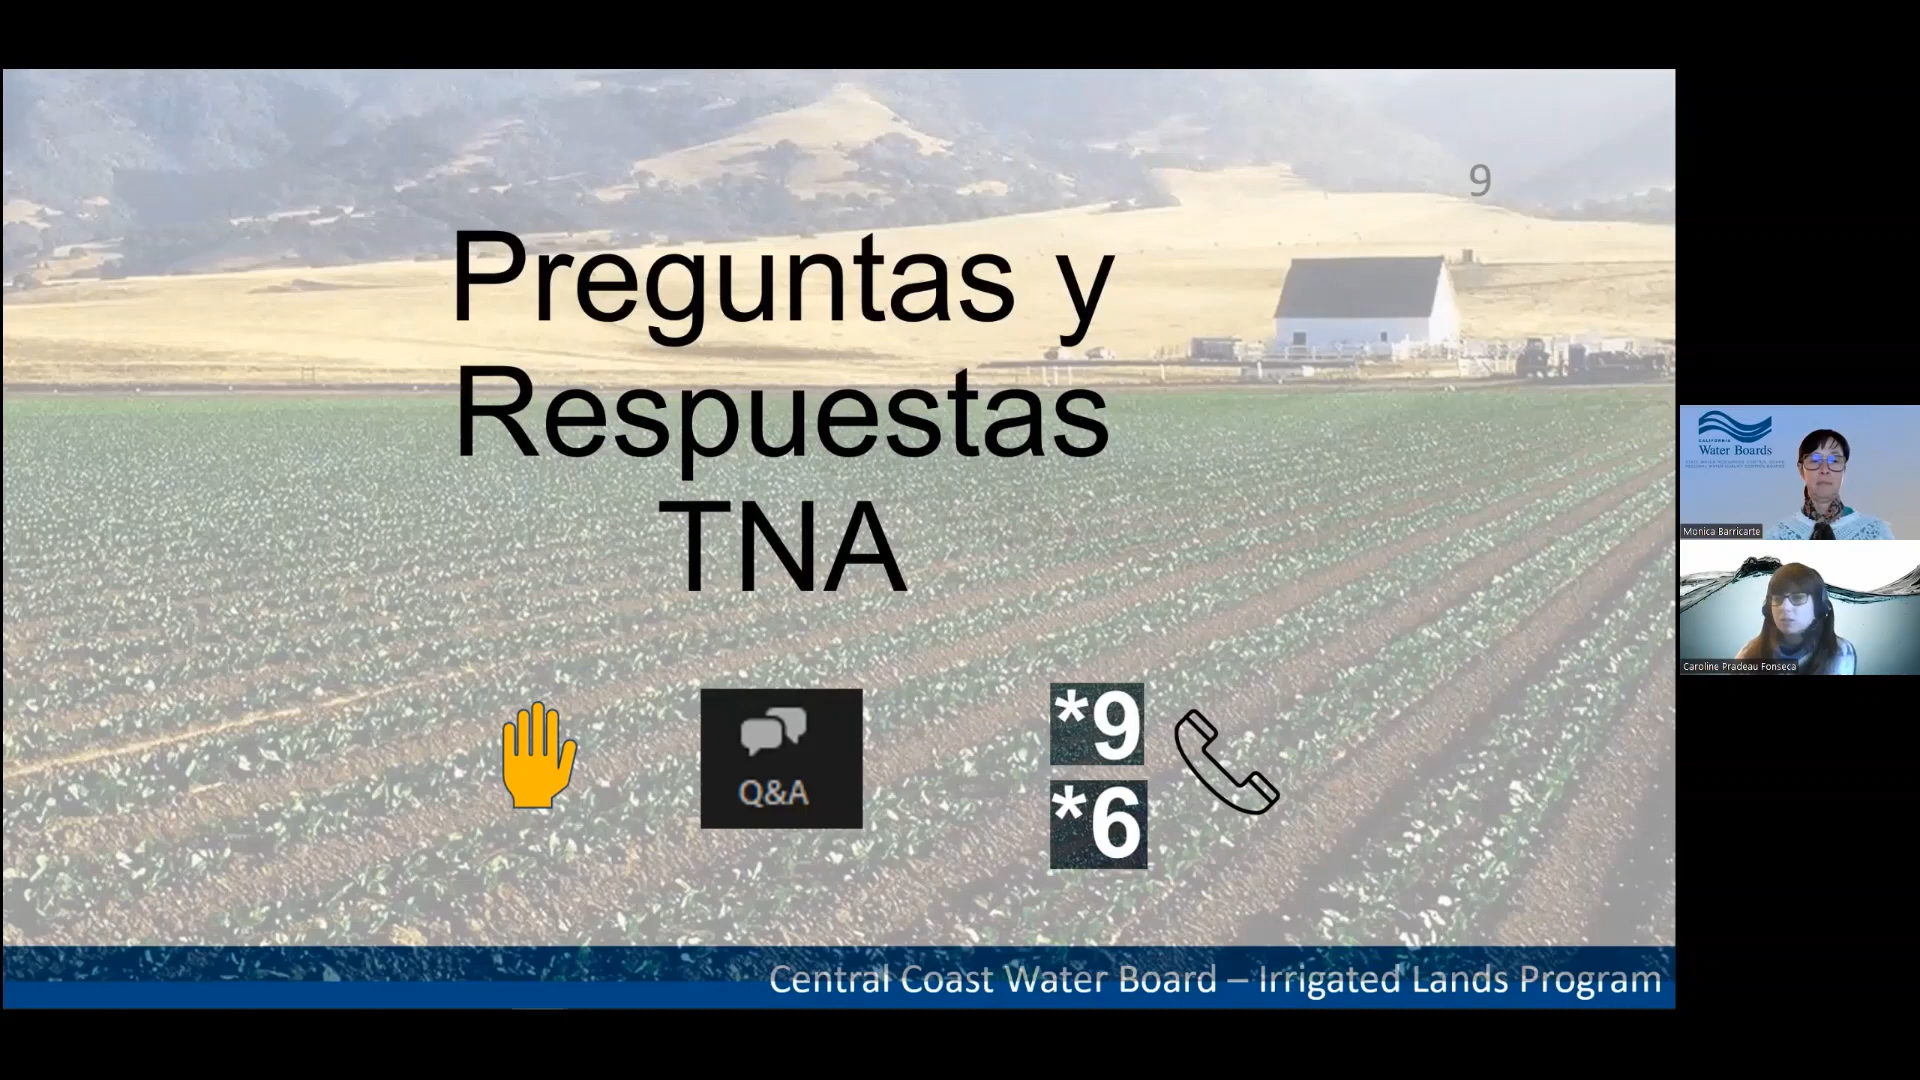 9
Preguntas y
Respuestas
TNA
Q&A
*9
*6
Central Coast Water Board – Irrigated Lands Program
CALIFORNIA
Water Boards
Monica Barricarte
Caroline Pradeau Fonseca